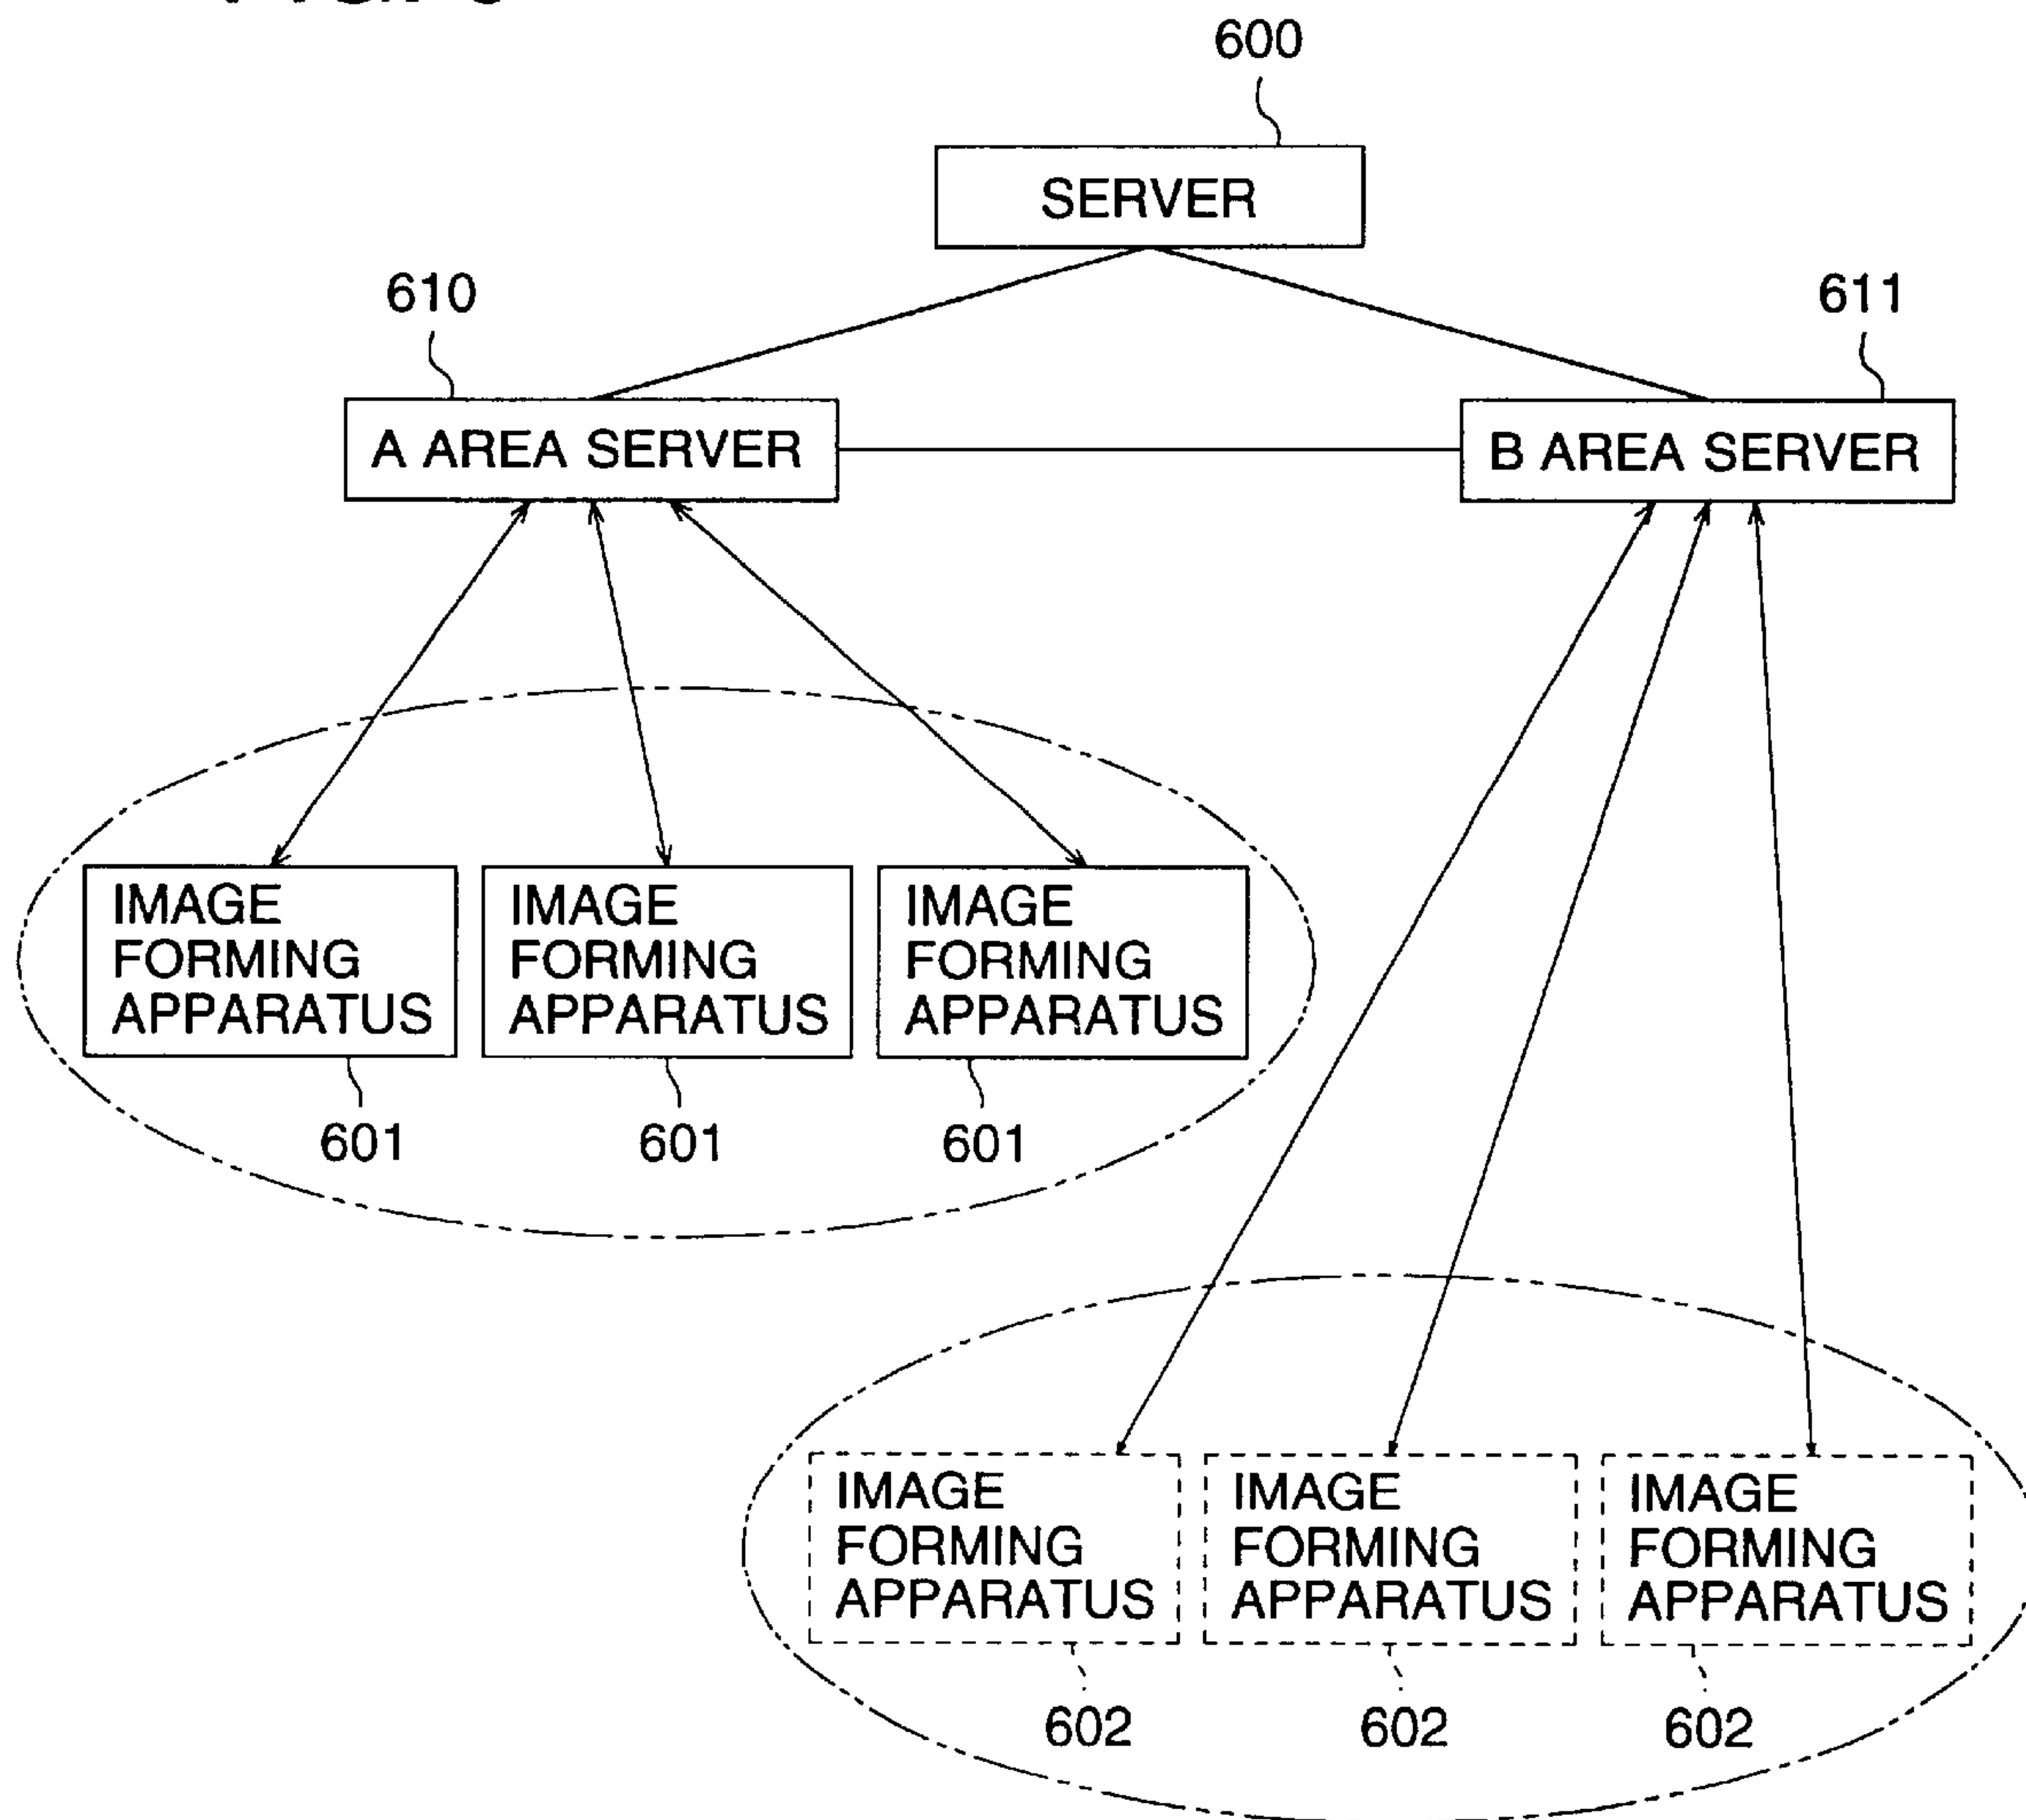 600
SERVER
610
611
A AREA SERVER
B AREA SERVER
IMAGE
FORMING
APPARATUS
IMAGE
FORMING
APPARATUS
IMAGE
FORMING
APPARATUS
601
601
601
IMAGE
FORMING
APPARATUS
IMAGE
FORMING
APPARATUS
IMAGE
FORMING
APPARATUS
602
602
602